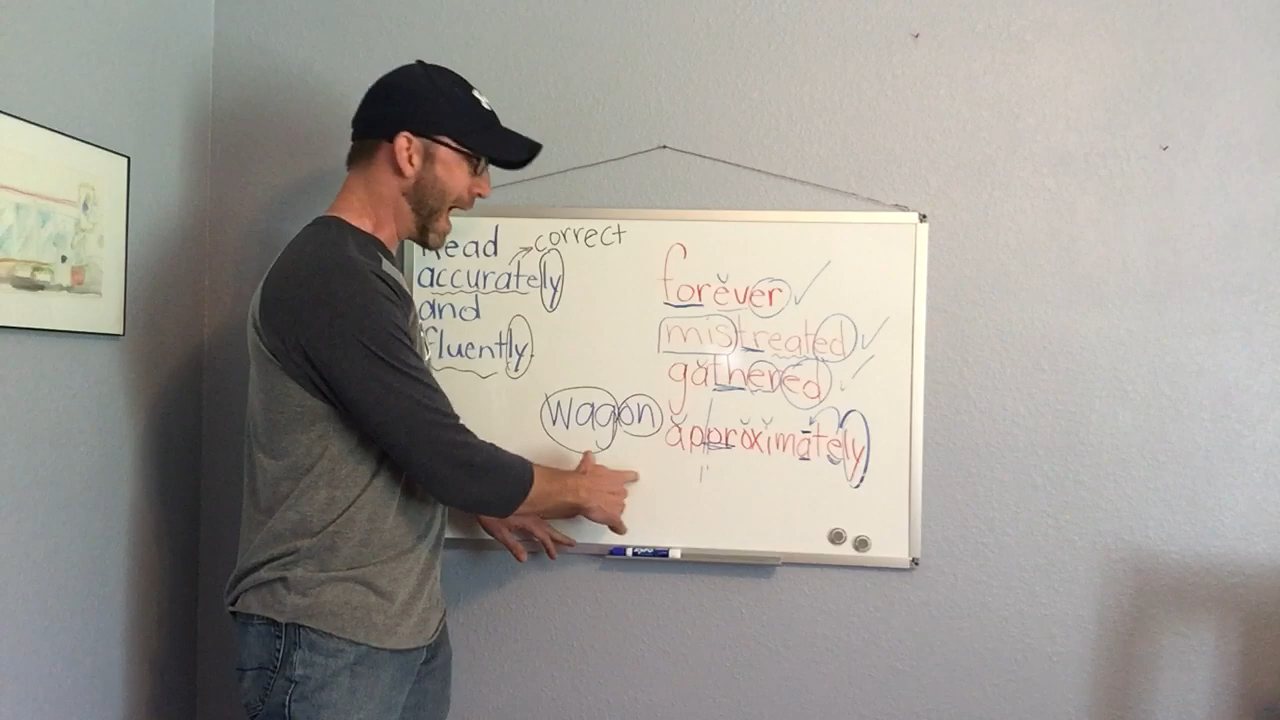 Read
correct
accurately
and
fluently
wagon
forever
mistreated
gathered
approximately